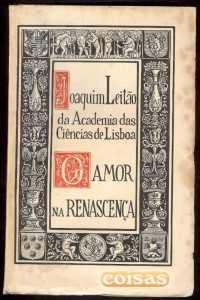 Joaquim Leitão
da Academia das
Ciências de Lisboa
O AMOR
NA RENASCENÇA
coisas